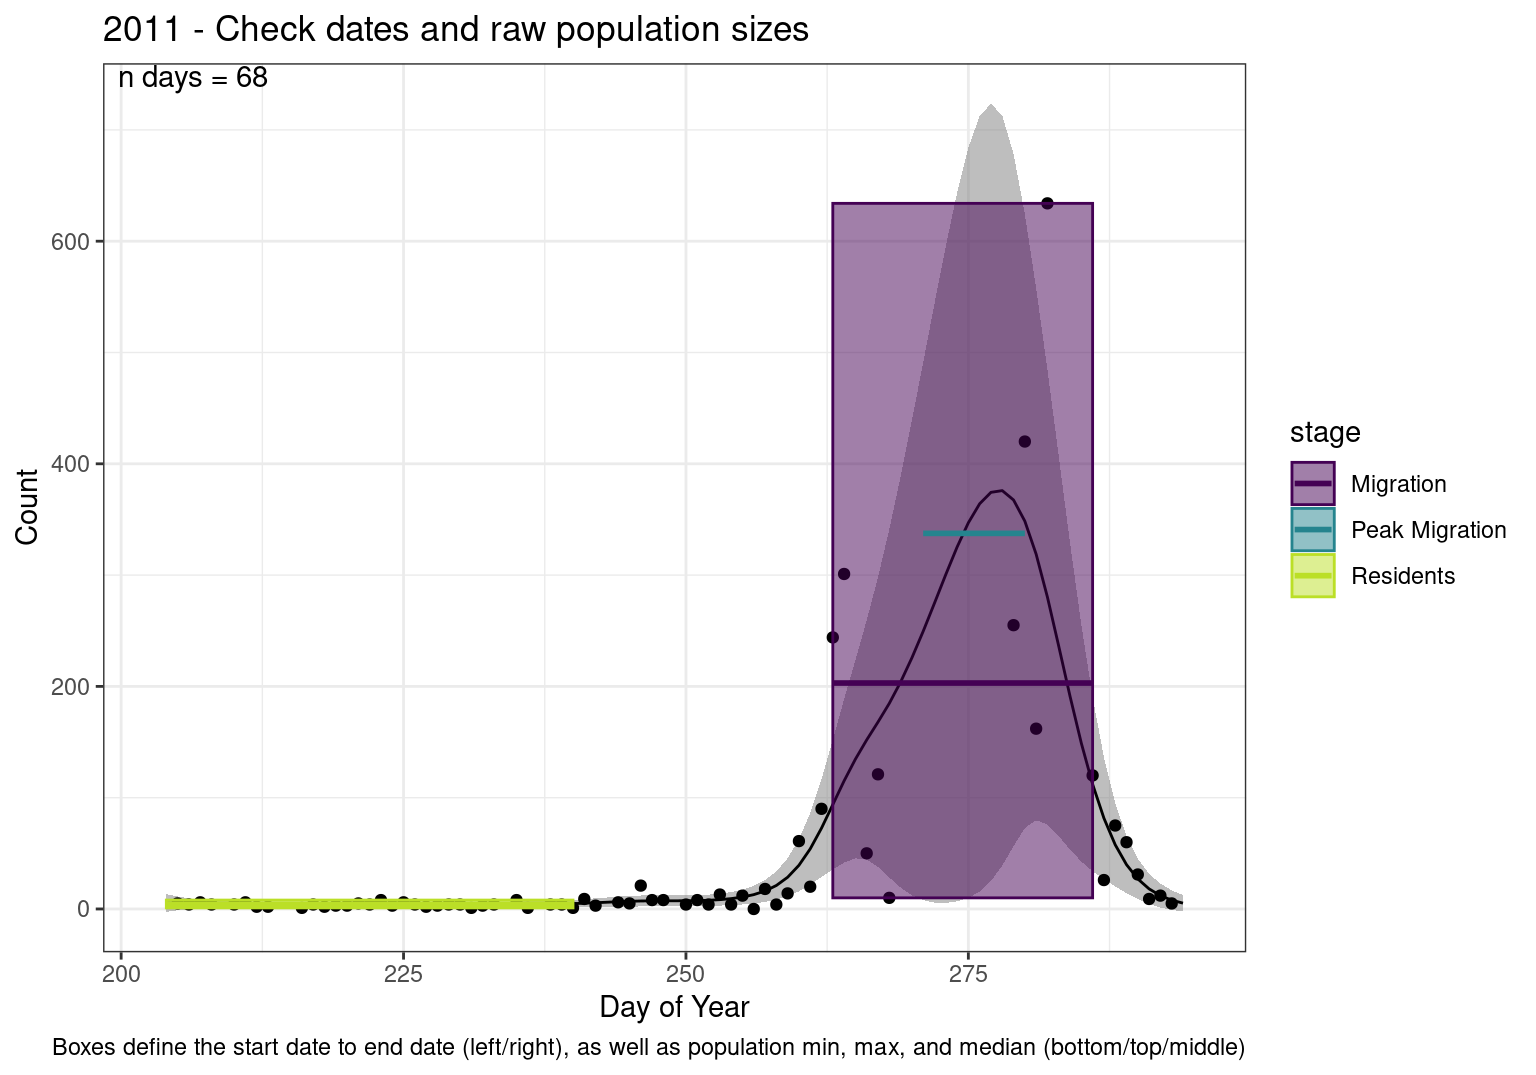 2011 - Check dates and raw population sizes
n days = 68
600
400
200
0
Count
200 225 250 275
Day of Year
stage
Migration
Peak Migration
Residents
Boxes define the start date to end date (left/right), as well as population min, max, and median (bottom/top/middle)